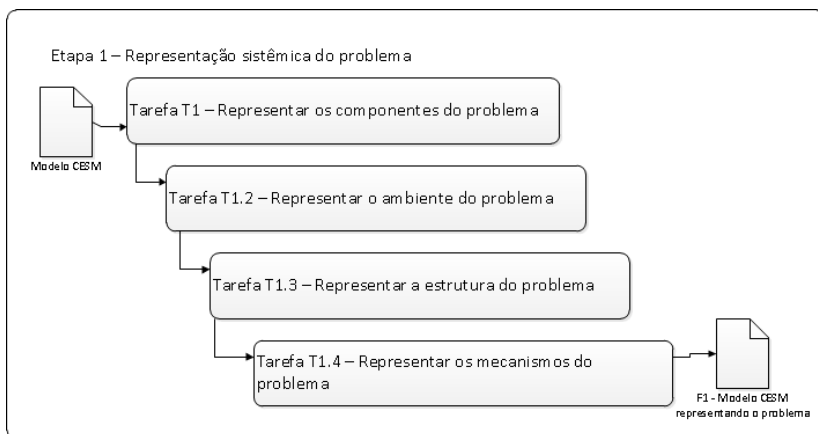 Etapa 1 – Representação sistêmica do problema
Tarefa T1 – Representar os componentes do problema
Modelo CESM
Tarefa T1.2 – Representar o ambiente do problema
Tarefa T1.3 – Representar a estrutura do problema
Tarefa T1.4 – Representar os mecanismos do
problema
F1 - Modelo CESM
representando o problema